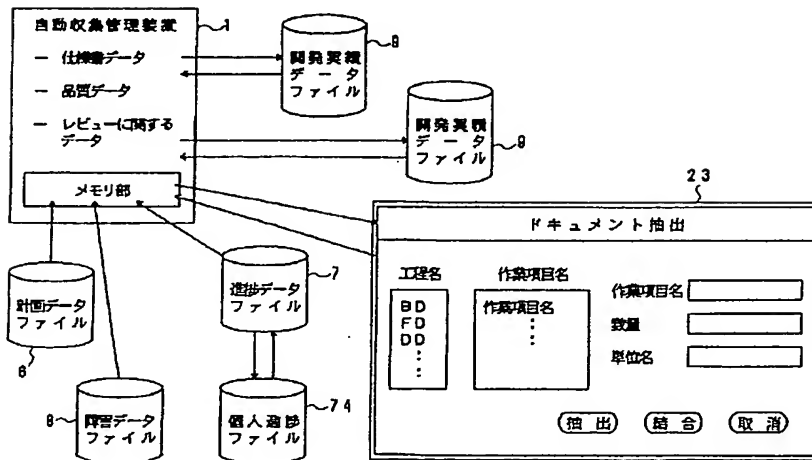 自動収集管理装置
1
― 仕様書データ
― 品質データ
― レビューに関する
データ
メモリ部
開発実績
データ
ファイル
9
開発実績
データ
ファイル
9
計画データ
ファイル
6
進捗データ
ファイル
7
障害データ
ファイル
8
個人進捗
ファイル
74
23
ドキュメント抽出
工程名
BD
FD
DD
:
:
作業項目名
作業項目名
:
:
作業項目名
数量
単位名
抽出
結合
取消